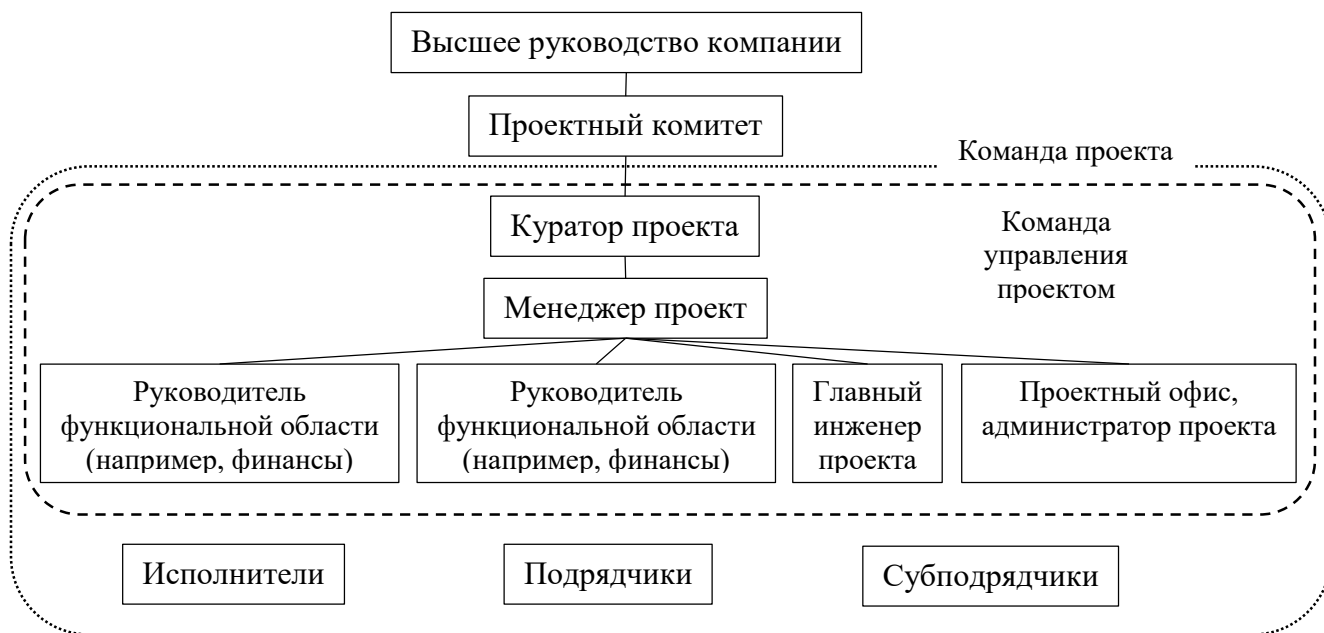 Высшее руководство компании
Проектный комитет
Команда проекта
Куратор проекта
Команда
управления
проектом
Менеджер проект
Руководитель
функциональной области
(например, финансы)
Руководитель
функциональной области
(например, финансы)
Главный
инженер
проекта
Проектный офис,
администратор проекта
Исполнители
Подрядчики
Субподрядчики